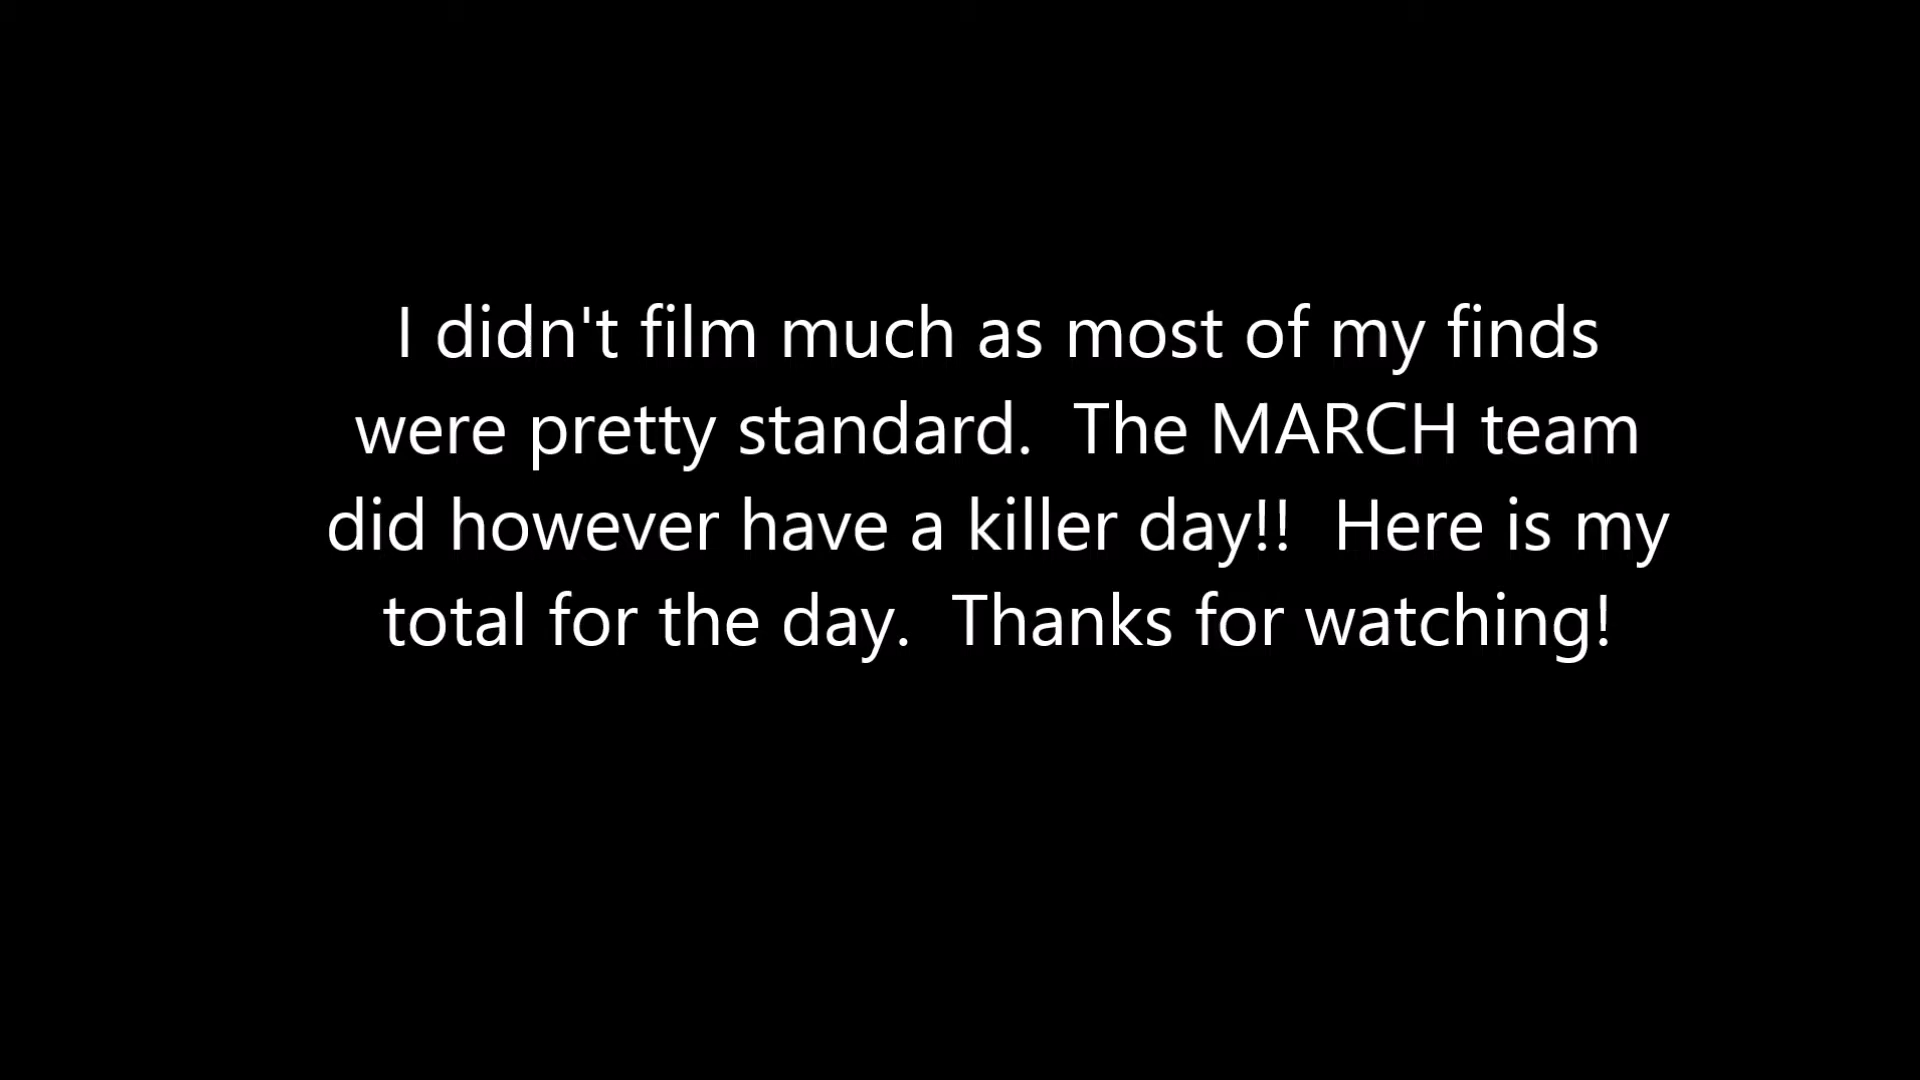 I didn't film much as most of my finds
were pretty standard.  The MARCH team
did however have a killer day!!  Here is my
total for the day.  Thanks for watching!